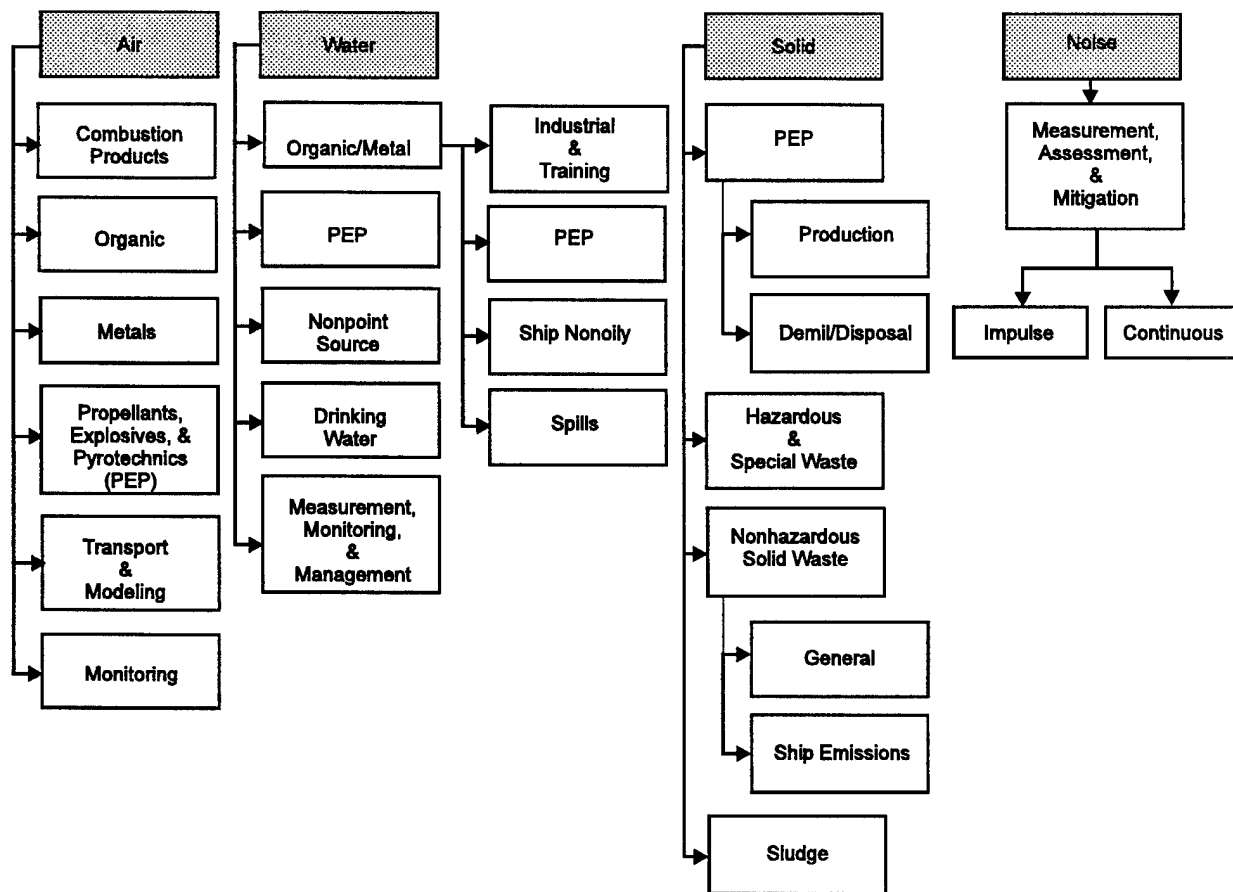 Air
Combustion
Products
Organic
Metals
Propellants,
Explosives, &
Pyrotechnics
(PEP)
Transport
&
Modeling
Monitoring
Water
Organic/Metal
PEP
Nonpoint
Source
Drinking
Water
Measurement,
Monitoring,
&
Management
Industrial
&
Training
PEP
Ship Nonoily
Spills
Solid
PEP
Production
Demil/Disposal
Hazardous
&
Special Waste
Nonhazardous
Solid Waste
General
Ship Emissions
Sludge
Noise
Measurement,
Assessment,
&
Mitigation
Impulse
Continuous